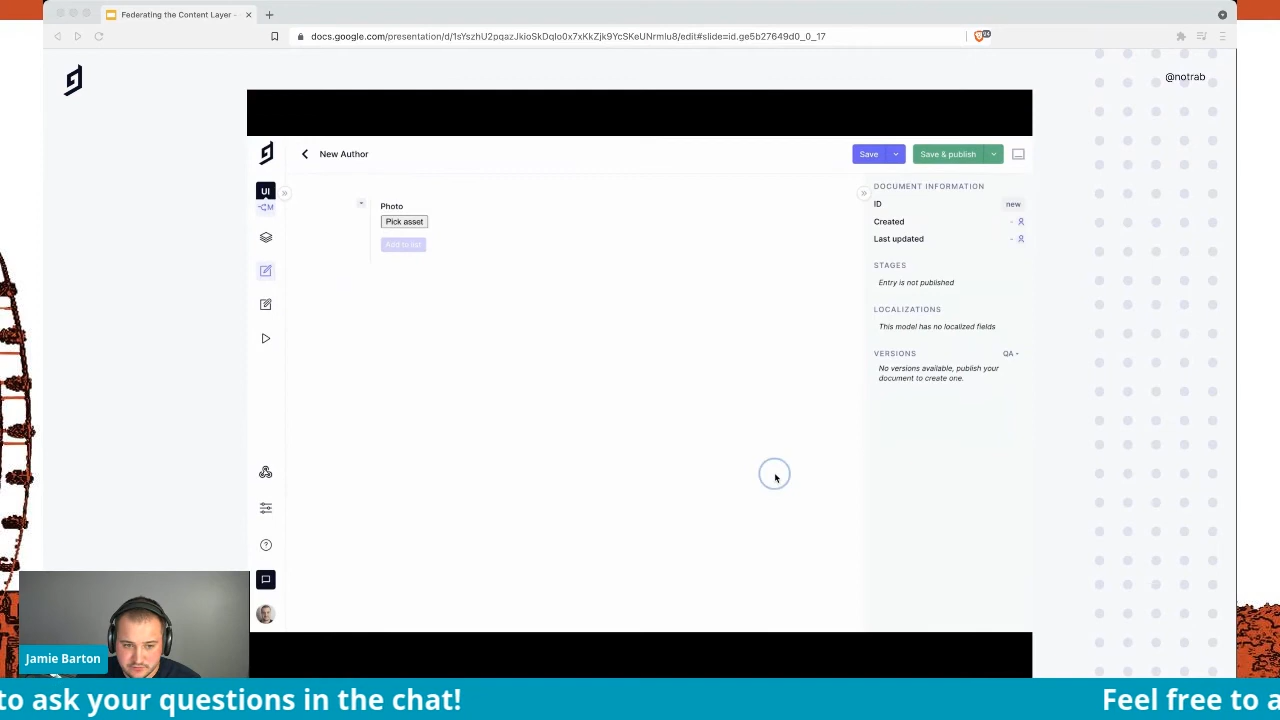 Federating the Content Layer -
docs.google.com/presentation/d/1sYszhU2pqazJkioSkDqlo0x7xKkZjk9YcSKeUNrmlu8/edit#slide=id.ge5b27649d0_0_17
@notrab
New Author
Save
Save & publish
UI
M
Photo
Pick asset
Add to list
DOCUMENT INFORMATION
ID
new
Created
-
Last updated
-
STAGES
Entry is not published
LOCALIZATIONS
This model has no localized fields
VERSIONS
QA
No versions available, publish your
document to create one.
Jamie Barton
to ask your questions in the chat!
Feel free to a